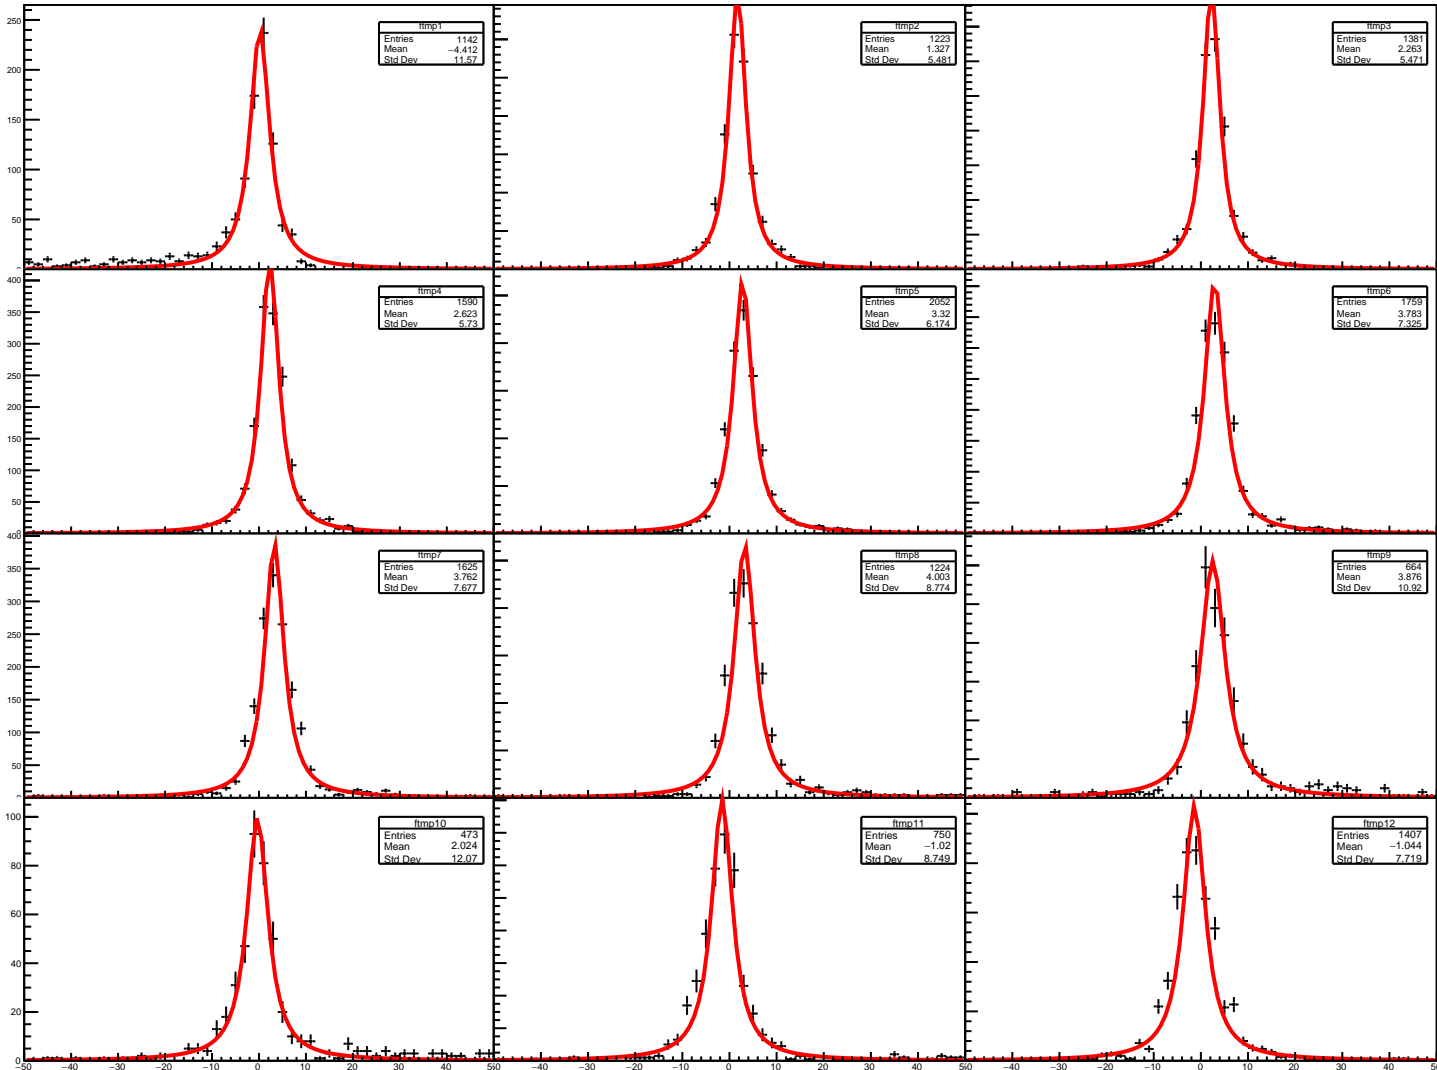 ftmp1
Entries 1142
Mean −4.412
Std Dev 11.57
ftmp2
Entries 1223
Mean 1.327
Std Dev 5.481
ftmp3
Entries 1381
Mean 2.263
Std Dev 5.471
250
200
150
100
50
ftmp4
Entries 1590
Mean 2.623
Std Dev 5.73
ftmp5
Entries 2052
Mean 3.32
Std Dev 6.174
ftmp6
Entries 1759
Mean 3.783
Std Dev 7.325
400
350
300
250
200
150
100
50
ftmp7
Entries 1625
Mean 3.762
Std Dev 7.677
ftmp8
Entries 1224
Mean 4.003
Std Dev 8.774
ftmp9
Entries 664
Mean 3.876
Std Dev 10.92
400
350
300
250
200
150
100
50
ftmp10
Entries 473
Mean 2.024
Std Dev 12.07
ftmp11
Entries 750
Mean −1.02
Std Dev 8.749
ftmp12
Entries 1407
Mean −1.044
Std Dev 7.719
100
80
60
40
20
0
−50 −40 −30 −20 −10 0 10 20 30 40 50 −40 −30 −20 −10 0 10 20 30 40 50 −40 −30 −20 −10 0 10 20 30 40 50